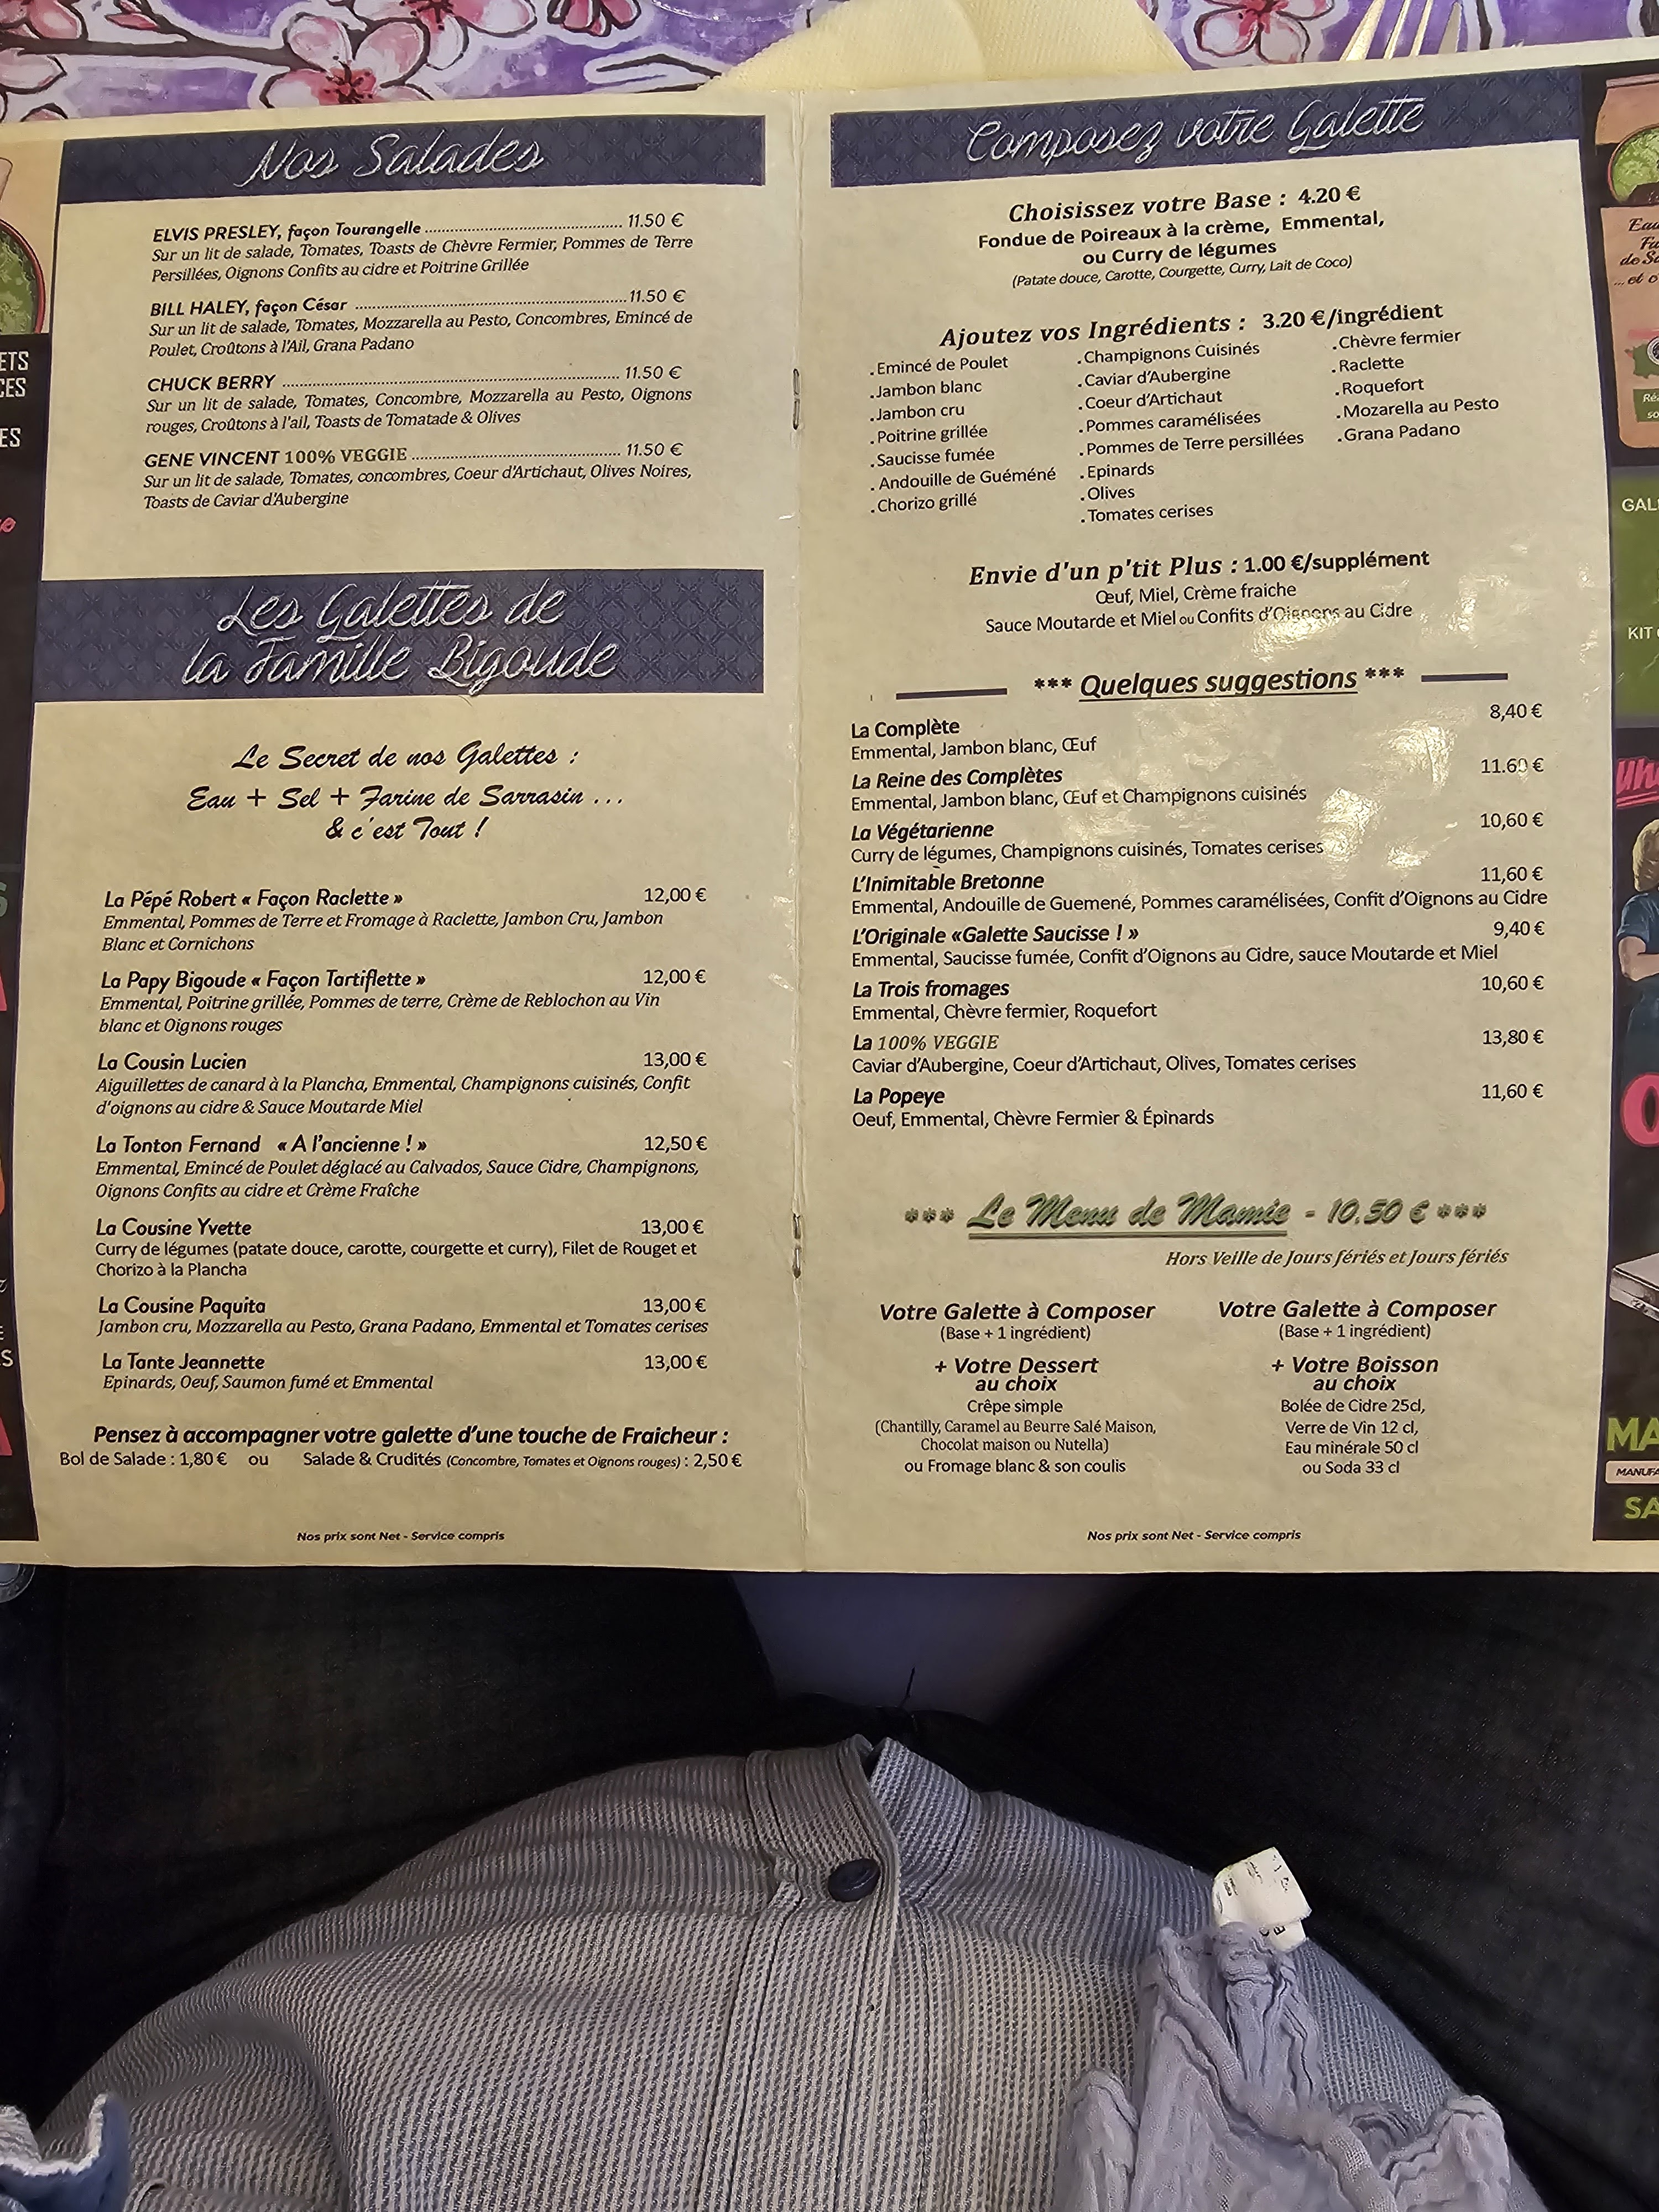 Nos Salades
ELVIS PRESLEY, façon Tourangelle ........ 11.50 €
Sur un lit de salade, Tomates, Toasts de Chèvre Fermier, Pommes de Terre
Persillées, Oignons Confits au cidre et Poitrine Grillée
BILL HALEY, façon César ........ 11.50 €
Sur un lit de salade, Tomates, Mozzarella au Pesto, Concombres, Emincé de
Poulet, Croûtons à l'Ail, Grana Padano
CHUCK BERRY ........ 11.50 €
Sur un lit de salade, Tomates, Concombre, Mozzarella au Pesto, Oignons
rouges, Croûtons à l'ail, Toasts de Tomatade & Olives
GENE VINCENT 100% VEGGIE ........ 11.50 €
Sur un lit de salade, Tomates, concombres, Coeur d'Artichaut, Olives Noires,
Toasts de Caviar d'Aubergine
Les Galettes de
la Famille Bigoude
Le Secret de nos Galettes :
Eau + Sel + Farine de Sarrasin ...
& c'est Tout !
La Pépé Robert « Façon Raclette » 12,00 €
Emmental, Pommes de Terre et Fromage à Raclette, Jambon Cru, Jambon
Blanc et Cornichons
La Papy Bigoude « Façon Tartiflette » 12,00 €
Emmental, Poitrine grillée, Pommes de terre, Crème de Reblochon au Vin
blanc et Oignons rouges
La Cousin Lucien 13,00 €
Aiguillettes de canard à la Plancha, Emmental, Champignons cuisinés, Confit
d'oignons au cidre & Sauce Moutarde Miel
La Tonton Fernand « A l'ancienne ! » 12,50 €
Emmental, Emincé de Poulet déglacé au Calvados, Sauce Cidre, Champignons,
Oignons Confits au cidre et Crème Fraîche
La Cousine Yvette 13,00 €
Curry de légumes (patate douce, carotte, courgette et curry), Filet de Rouget et
Chorizo à la Plancha
La Cousine Paquita 13,00 €
Jambon cru, Mozzarella au Pesto, Grana Padano, Emmental et Tomates cerises
La Tante Jeannette 13,00 €
Epinards, Oeuf, Saumon fumé et Emmental
Pensez à accompagner votre galette d'une touche de Fraicheur :
Bol de Salade : 1,80 € ou Salade & Crudités (Concombre, Tomates et Oignons rouges) : 2,50 €
Nos prix sont Net - Service compris
Composez votre Galette
Choisissez votre Base : 4.20 €
Fondue de Poireaux à la crème, Emmental,
ou Curry de légumes
(Patate douce, Carotte, Courgette, Curry, Lait de Coco)
Ajoutez vos Ingrédients : 3.20 €/ingrédient
.Emincé de Poulet
.Jambon blanc
.Jambon cru
.Poitrine grillée
.Saucisse fumée
. Andouille de Guéméné
.Chorizo grillé
.Champignons Cuisinés
.Caviar d'Aubergine
.Coeur d'Artichaut
.Pommes caramélisées
.Pommes de Terre persillées
.Epinards
.Olives
.Tomates cerises
.Chèvre fermier
.Raclette
.Roquefort
.Mozarella au Pesto
.Grana Padano
Envie d'un p'tit Plus : 1.00 €/supplément
Œuf, Miel, Crème fraiche
Sauce Moutarde et Miel ou Confits d'Oignons au Cidre
*** Quelques suggestions ***
La Complète 8,40 €
Emmental, Jambon blanc, Œuf
La Reine des Complètes 11.60 €
Emmental, Jambon blanc, Œuf et Champignons cuisinés
La Végétarienne 10,60 €
Curry de légumes, Champignons cuisinés, Tomates cerises
L'Inimitable Bretonne 11,60 €
Emmental, Andouille de Guemené, Pommes caramélisées, Confit d'Oignons au Cidre
L'Originale «Galette Saucisse ! » 9,40 €
Emmental, Saucisse fumée, Confit d'Oignons au Cidre, sauce Moutarde et Miel
La Trois fromages 10,60 €
Emmental, Chèvre fermier, Roquefort
La 100% VEGGIE 13,80 €
Caviar d'Aubergine, Coeur d'Artichaut, Olives, Tomates cerises
La Popeye 11,60 €
Oeuf, Emmental, Chèvre Fermier & Épinards
*** Le Menu de Mamie - 10.50 € ***
Hors Veille de Jours fériés et Jours fériés
Votre Galette à Composer
(Base + 1 ingrédient)
+ Votre Dessert
au choix
Crêpe simple
(Chantilly, Caramel au Beurre Salé Maison,
Chocolat maison ou Nutella)
ou Fromage blanc & son coulis
Votre Galette à Composer
(Base + 1 ingrédient)
+ Votre Boisson
au choix
Bolée de Cidre 25cl,
Verre de Vin 12 cl,
Eau minérale 50 cl
ou Soda 33 cl
Nos prix sont Net - Service compris
KIT